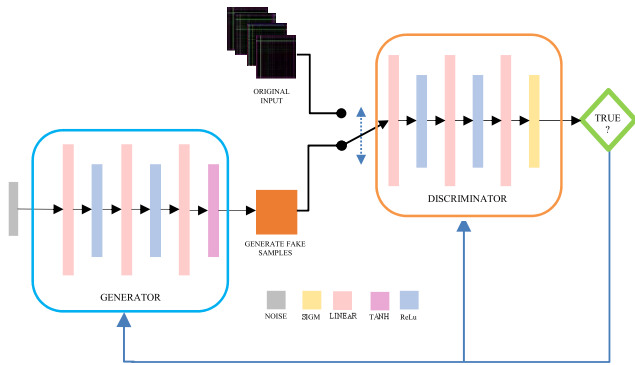 ORIGINAL
INPUT
TRUE
?
DISCRIMINATOR
GENERATE FAKE
SAMPLES
GENERATOR
NOISE
SIGM
LINEAR
TANH
ReLu